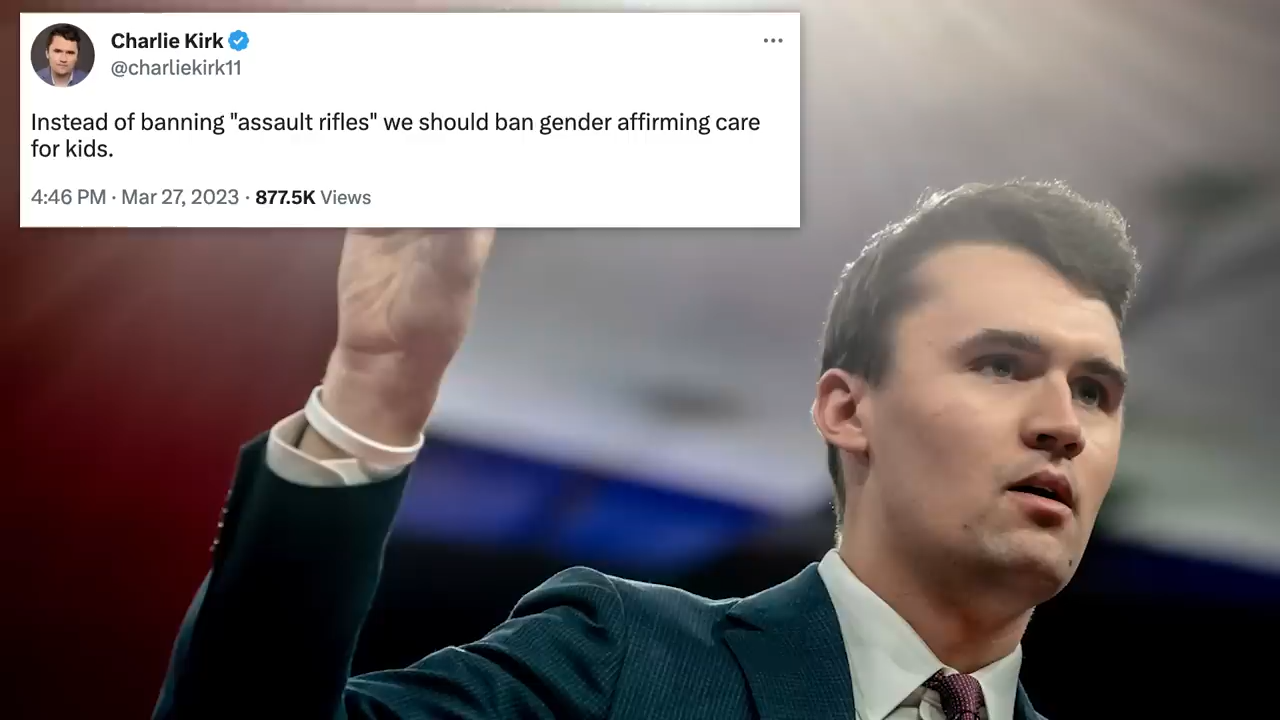 Charlie Kirk
@charliekirk11
Instead of banning "assault rifles" we should ban gender affirming care
for kids.
4:46 PM · Mar 27, 2023 · 877.5K Views